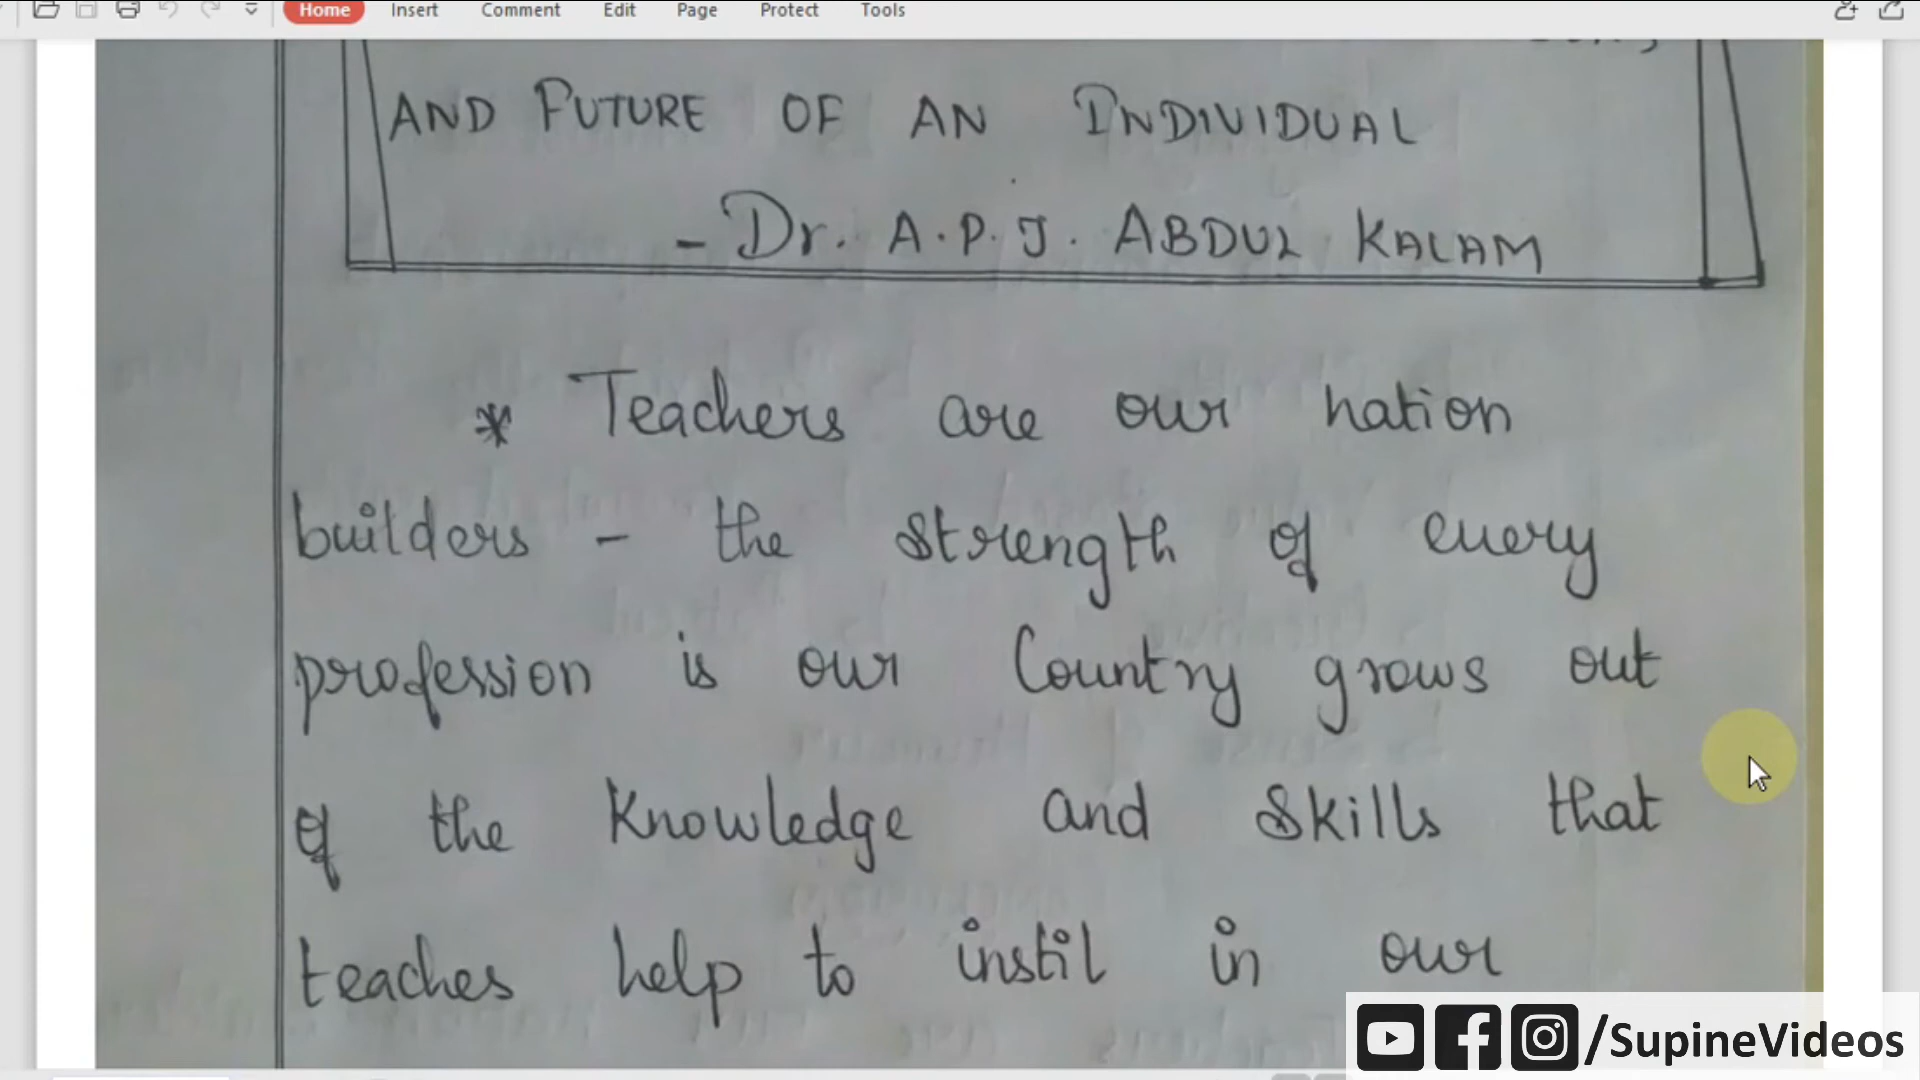 Home Insert Comment Edit Page Protect Tools
AND FUTURE OF AN INDIVIDUAL
- Dr. A.P.J. ABDUL KALAM
* Teachers are our nation
builders - the strength of every
profession is our Country grows out
of the knowledge and skills that
teaches help to instil in our
/SupineVideos